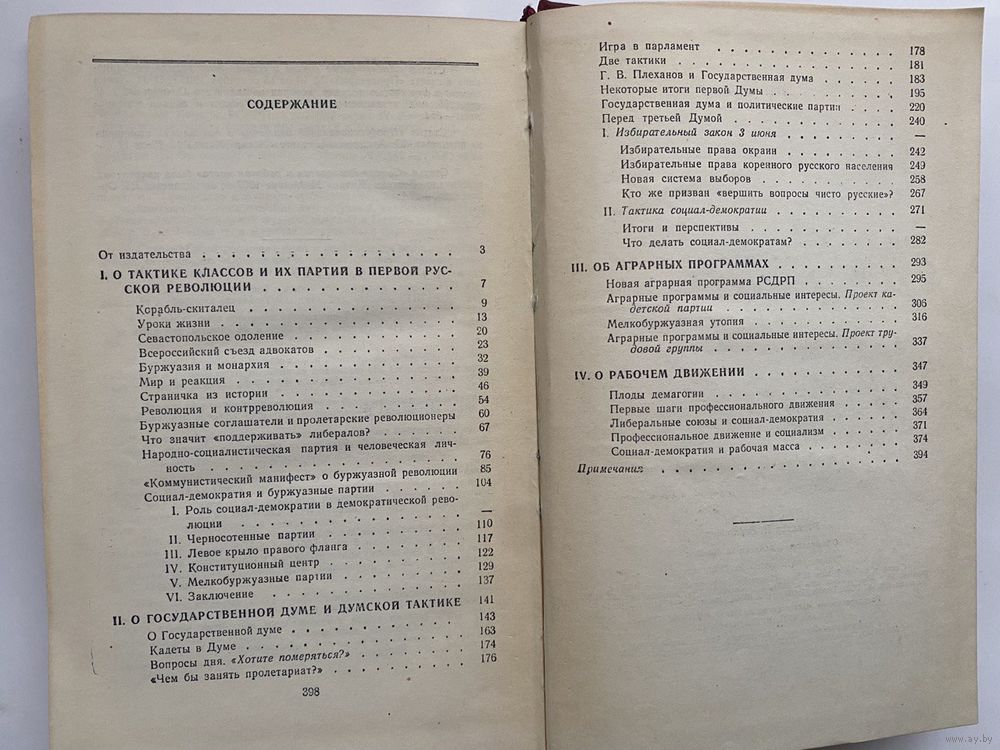 СОДЕРЖАНИЕ
От издательства . . . . . . . . . . . . 3
I. О ТАКТИКЕ КЛАССОВ И ИХ ПАРТИЙ В ПЕРВОЙ РУС-
СКОЙ РЕВОЛЮЦИИ . . . . . . . . . . . . 7
Корабль-скиталец . . . . . . . . . . . . 9
Уроки жизни . . . . . . . . . . . . 13
Севастопольское одоление . . . . . . . . . . . . 20
Всероссийский съезд адвокатов . . . . . . . . . . . . 23
Буржуазия и монархия . . . . . . . . . . . . 32
Мир и реакция . . . . . . . . . . . . 39
Страничка из истории . . . . . . . . . . . . 46
Революция и контрреволюция . . . . . . . . . . . . 54
Буржуазные соглашатели и пролетарские революционеры 60
Что значит «поддерживать» либералов? . . . . . . 67
Народно-социалистическая партия и человеческая лич-
ность . . . . . . . . . . . . 76
«Коммунистический манифест» о буржуазной революции 85
Социал-демократия и буржуазные партии . . . . . . 104
I. Роль социал-демократии в демократической рево-
люции . . . . . . . . . . . . —
II. Черносотенные партии . . . . . . . . . 110
III. Левое крыло правого фланга . . . . . . . . . 117
IV. Конституционный центр . . . . . . . . . 122
V. Мелкобуржуазные партии . . . . . . . . . 129
VI. Заключение . . . . . . . . . 137
II. О ГОСУДАРСТВЕННОЙ ДУМЕ И ДУМСКОЙ ТАКТИКЕ 141
О Государственной думе . . . . . . . . . 143
Кадеты в Думе . . . . . . . . . 163
Вопросы дня. «Хотите померяться?» . . . . . . . . . 174
«Чем бы занять пролетариат?» . . . . . . . . . 176
398
Игра в парламент . . . . . . . . . . . . 178
Две тактики . . . . . . . . . . . . 181
Г. В. Плеханов и Государственная дума . . . . . . 183
Некоторые итоги первой Думы . . . . . . . . . 195
Государственная дума и политические партии . . . . 220
Перед третьей Думой . . . . . . . . . 240
I. Избирательный закон 3 июня . . . . . . . . . —
Избирательные права окраин . . . . . . . . . 242
Избирательные права коренного русского населения 249
Новая система выборов . . . . . . . . . 258
Кто же призван «вершить вопросы чисто русские»? 267
II. Тактика социал-демократии . . . . . . . . . 271
Итоги и перспективы . . . . . . . . . —
Что делать социал-демократам? . . . . . . . . . 282
III. ОБ АГРАРНЫХ ПРОГРАММАХ . . . . . . . . . 293
Новая аграрная программа РСДРП . . . . . . . . . 295
Аграрные программы и социальные интересы. Проект ка-
детской партии . . . . . . . . . . . . 306
Мелкобуржуазная утопия . . . . . . . . . . . . 316
Аграрные программы и социальные интересы. Проект тру-
довой группы . . . . . . . . . . . . 337
IV. О РАБОЧЕМ ДВИЖЕНИИ . . . . . . . . . . . . 347
Плоды демагогии . . . . . . . . . . . . 349
Первые шаги профессионального движения . . . . . . 357
Либеральные союзы и социал-демократия . . . . . . 364
Профессиональное движение и социализм . . . . . . 371
Социал-демократия и рабочая масса . . . . . . 374
Примечания . . . . . . . . . . . . 394
www.ay.by